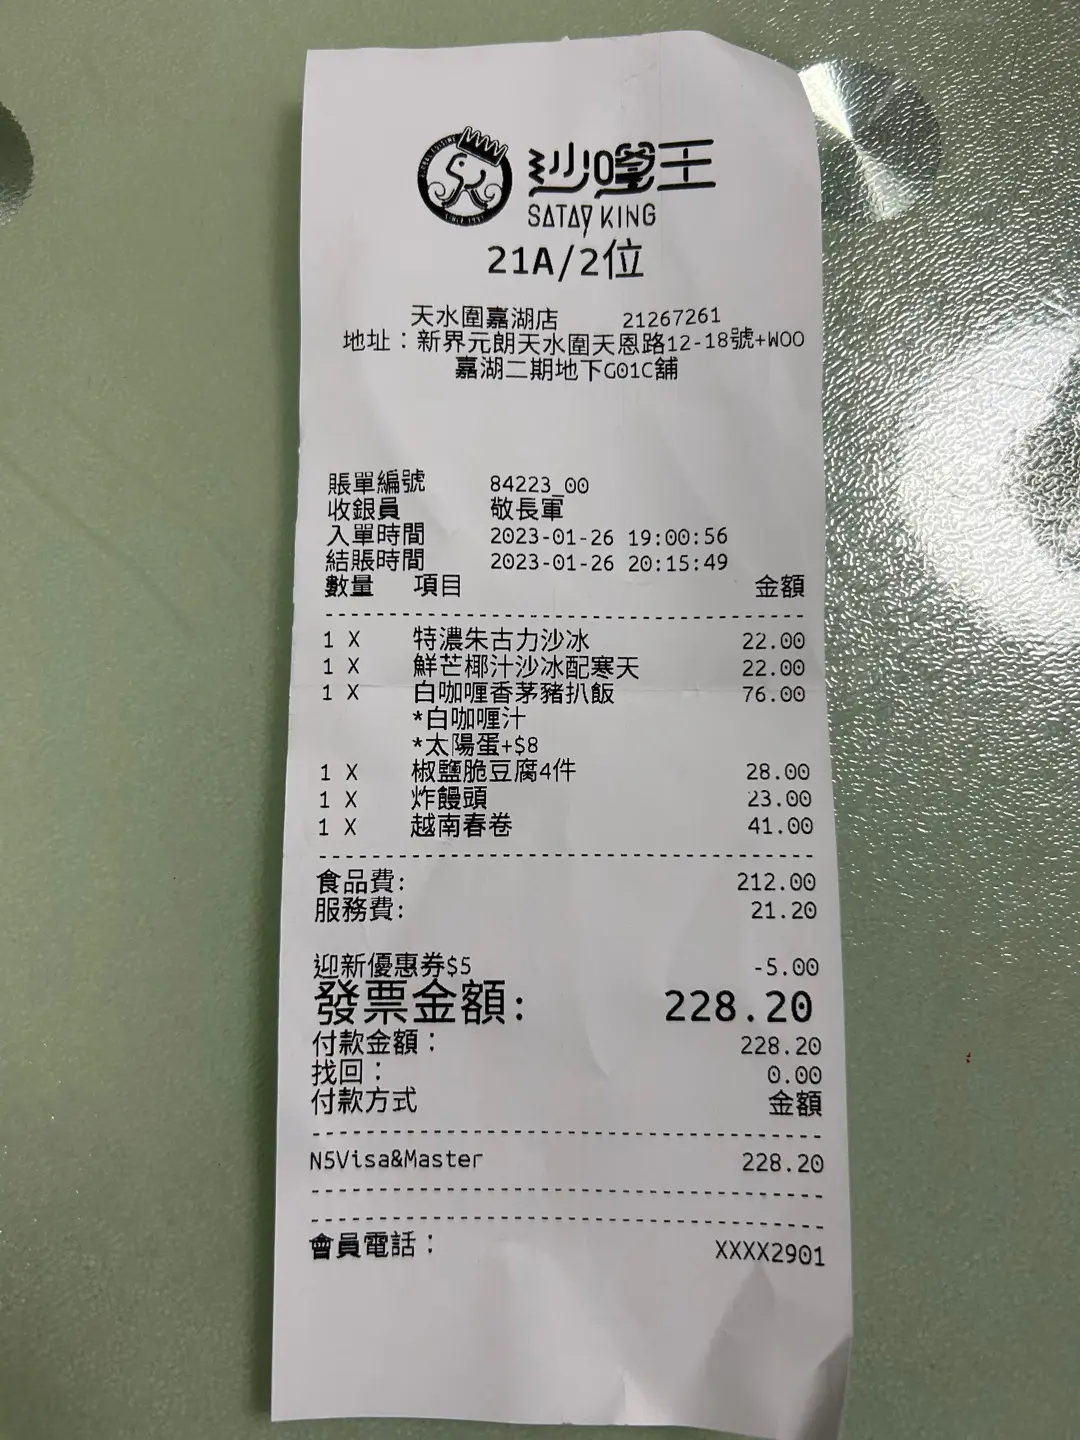 沙嗲王
SATAY KING
21A/2位
天水圍嘉湖店 21267261
地址：新界元朗天水圍天恩路12-18號+WOO
嘉湖二期地下G01C舖
賬單編號 84223_00
收銀員 敬長軍
入單時間 2023-01-26 19:00:56
結賬時間 2023-01-26 20:15:49
數量 項目 金額
1 X 特濃朱古力沙冰 22.00
1 X 鮮芒椰汁沙冰配寒天 22.00
1 X 白咖喱香茅豬扒飯 76.00
*白咖喱汁
*太陽蛋+$8
1 X 椒鹽脆豆腐4件 28.00
1 X 炸饅頭 23.00
1 X 越南春卷 41.00
食品費: 212.00
服務費: 21.20
迎新優惠券$5 -5.00
發票金額: 228.20
付款金額： 228.20
找回： 0.00
付款方式 金額
N5Visa&Master 228.20
會員電話： XXXX2901